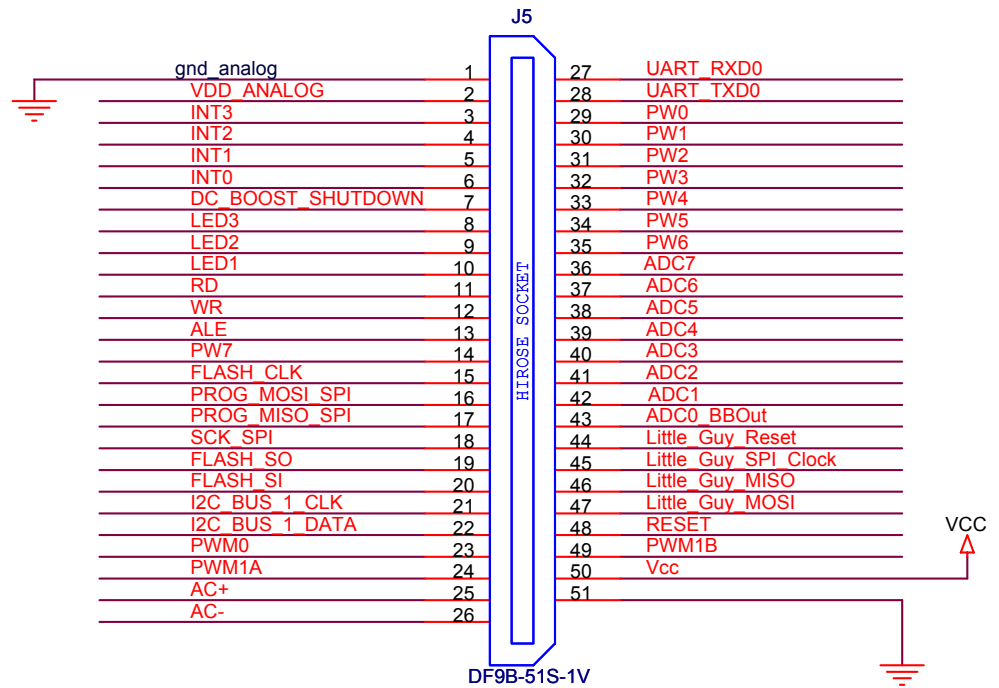 J5
gnd_analog 1 27 UART_RXD0
VDD_ANALOG 2 28 UART_TXD0
INT3 3 29 PW0
INT2 4 30 PW1
INT1 5 31 PW2
INT0 6 32 PW3
DC_BOOST_SHUTDOWN 7 33 PW4
LED3 8 34 PW5
LED2 9 35 PW6
LED1 10 36 ADC7
RD 11 37 ADC6
WR 12 38 ADC5
ALE 13 39 ADC4
PW7 14 40 ADC3
FLASH_CLK 15 41 ADC2
PROG_MOSI_SPI 16 42 ADC1
PROG_MISO_SPI 17 43 ADC0_BBOut
SCK_SPI 18 44 Little_Guy_Reset
FLASH_SO 19 45 Little_Guy_SPI_Clock
FLASH_SI 20 46 Little_Guy_MISO
I2C_BUS_1_CLK 21 47 Little_Guy_MOSI
I2C_BUS_1_DATA 22 48 RESET
PWM0 23 49 PWM1B
PWM1A 24 50 Vcc
AC+ 25 51
AC- 26
VCC
HIROSE SOCKET
DF9B-51S-1V